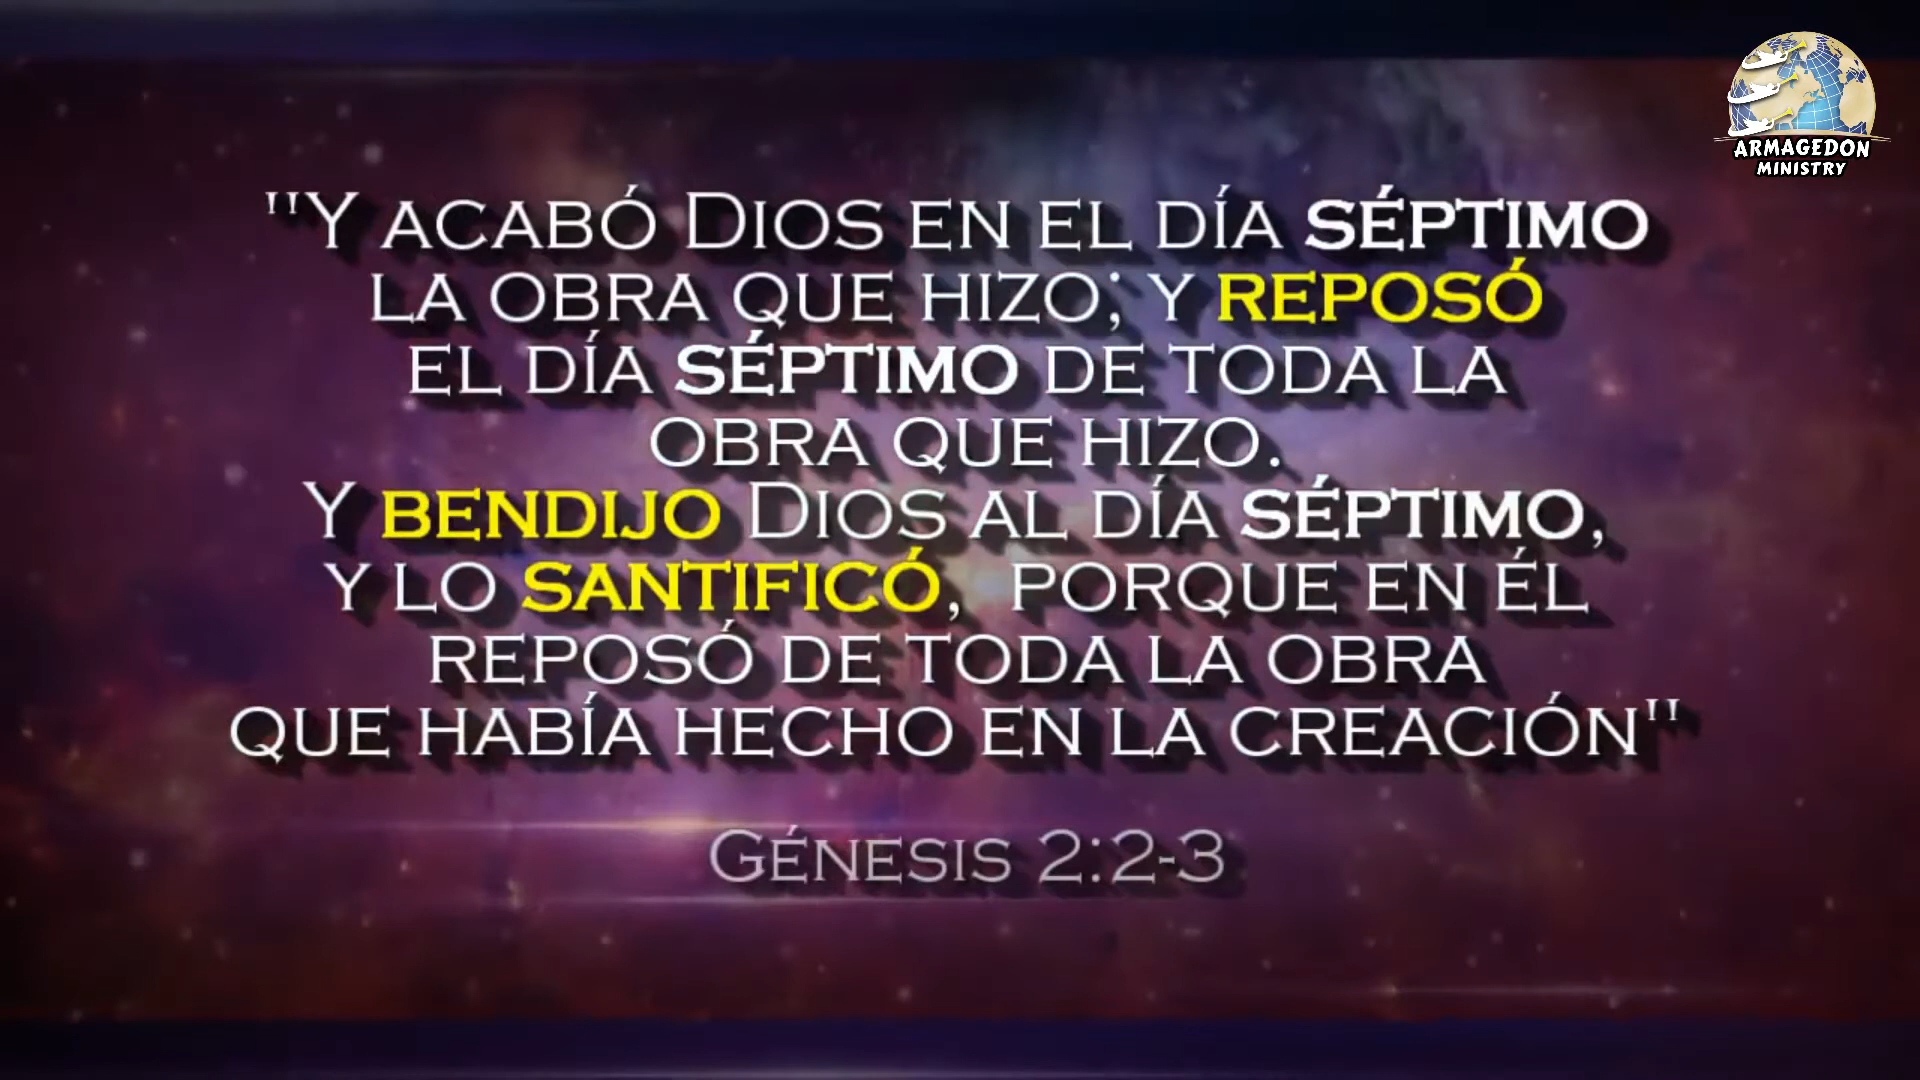 ARMAGEDON
MINISTRY
"Y ACABÓ DIOS EN EL DÍA SÉPTIMO
LA OBRA QUE HIZO; Y REPOSÓ
EL DÍA SÉPTIMO DE TODA LA
OBRA QUE HIZO.
Y BENDIJO DIOS AL DÍA SÉPTIMO,
Y LO SANTIFICÓ, PORQUE EN ÉL
REPOSÓ DE TODA LA OBRA
QUE HABÍA HECHO EN LA CREACIÓN"
GÉNESIS 2:2-3